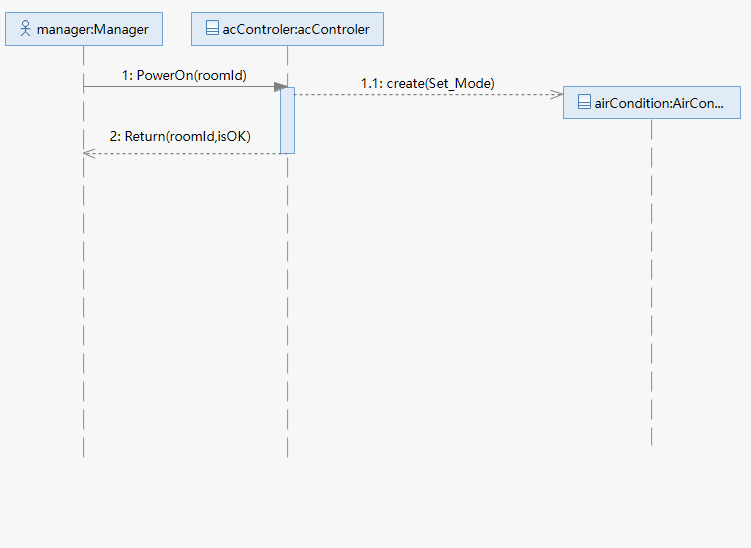 manager:Manager
acControler:acControler
1: PowerOn(roomId)
1.1: create(Set_Mode)
airCondition:AirCon...
2: Return(roomId,isOK)